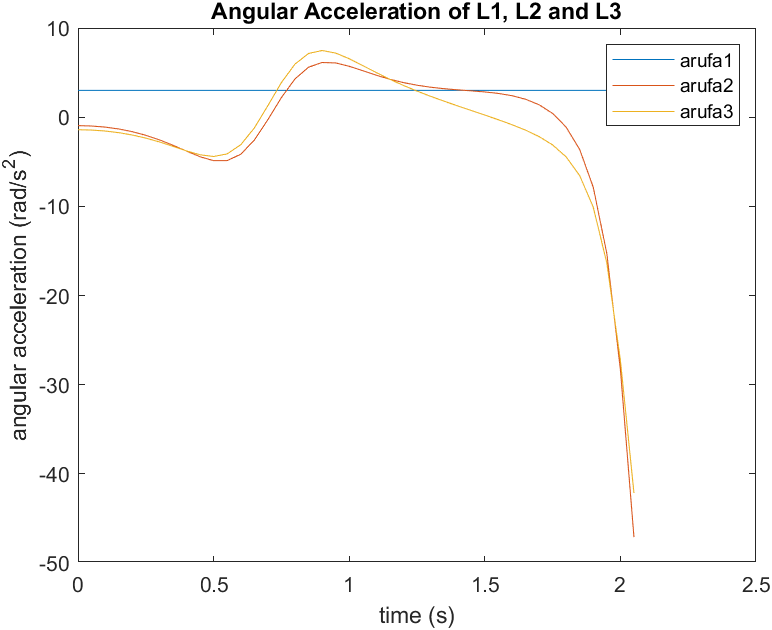 Angular Acceleration of L1, L2 and L3
10
0
-10
-20
-30
-40
-50
angular acceleration (rad/s²)
0
0.5
1
1.5
2
2.5
time (s)
arufa1
arufa2
arufa3